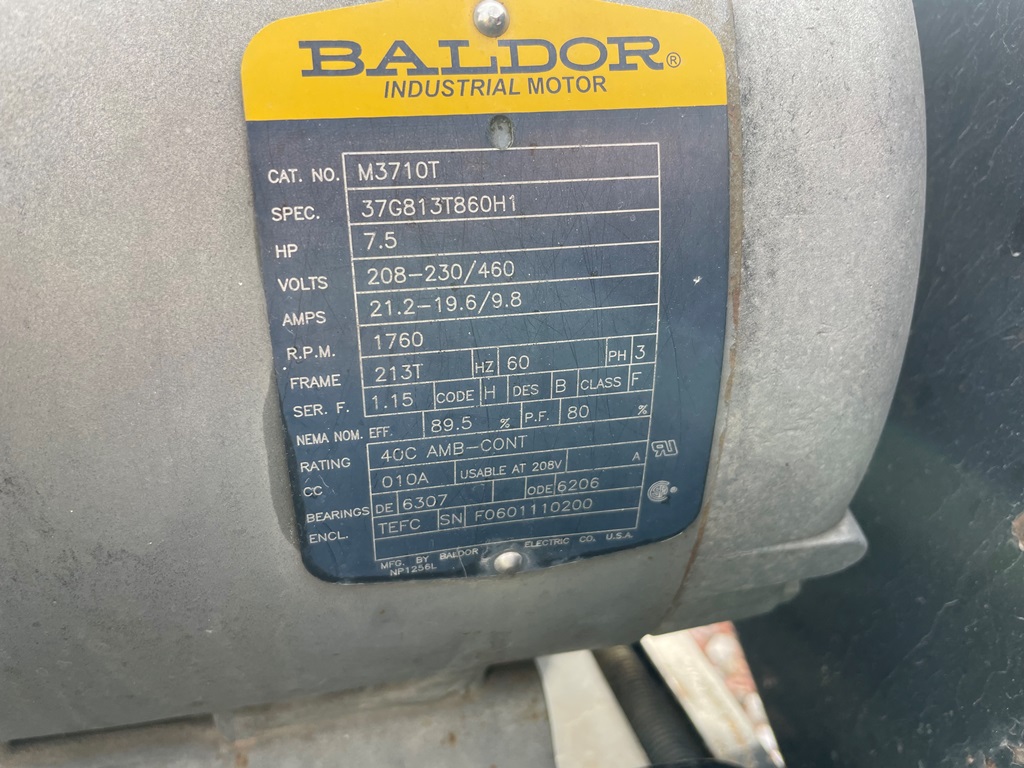 BALDOR®
INDUSTRIAL MOTOR
CAT. NO. M3710T
SPEC. 37G813T860H1
HP 7.5
VOLTS 208-230/460
AMPS 21.2-19.6/9.8
R.P.M. 1760
FRAME 213T HZ 60 PH 3
SER. F. 1.15 CODE H DES B CLASS F
NEMA NOM. EFF. 89.5 % P.F. 80 %
RATING 40C AMB-CONT
CC 010A USABLE AT 208V A
BEARINGS DE 6307 ODE 6206
ENCL. TEFC SN F0601110200
MFG. BY BALDOR ELECTRIC CO. U.S.A.
NP1256L